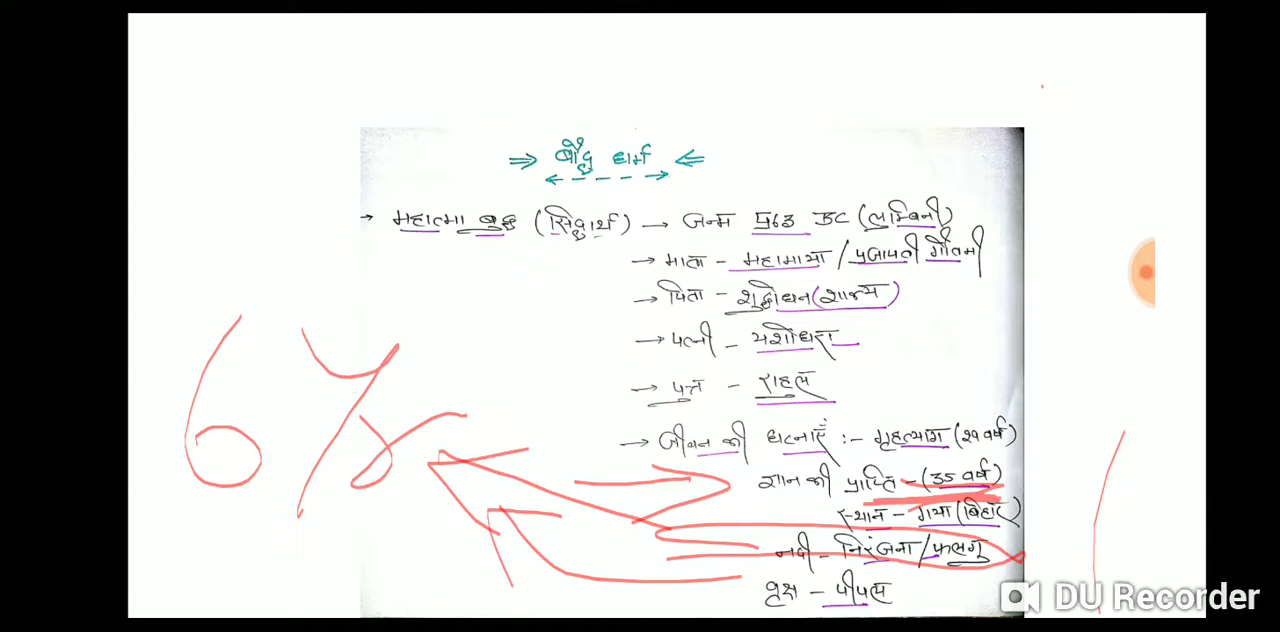 ⇒ बौद्ध धर्म ⇐
→ महात्मा बुद्ध (सिद्धार्थ) → जन्म 563 BC (लुम्बिनी)
→ माता - महामाया / प्रजापती गौतमी
→ पिता - शुद्धोधन (शाक्य)
→ पत्नी - यशोधरा
→ पुत्र - राहुल
→ जीवन की घटनाएँ :- गृहत्याग (29 वर्ष)
ज्ञान की प्राप्ति - (35 वर्ष)
स्थान - गया (बिहार)
नदी - निरंजना / फल्गु
वृक्ष - पीपल
DU Recorder